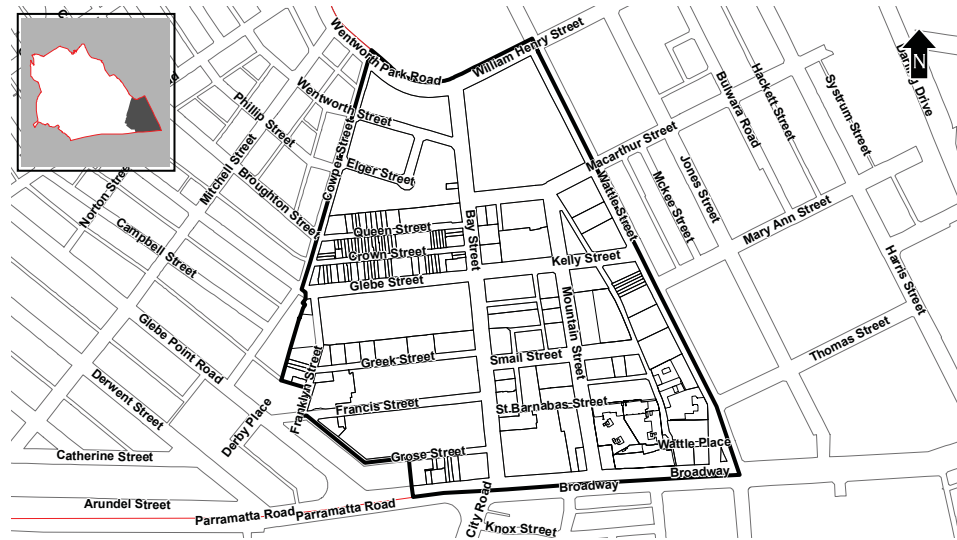 Wentworth Park Road
William Henry Street
Darling Drive
N
Hackett Street
Systrum Street
Bulwara Road
Phillip Street
Wentworth Street
Mitchell Street
Cowper Street
Macarthur Street
Elger Street
Norton Street
Broughton Street
Wattle Street
McKee Street
Jones Street
Mary Ann Street
Campbell Street
Queen Street
Bay Street
Crown Street
Kelly Street
Harris Street
Glebe Street
Glebe Point Road
Mountain Street
Thomas Street
Greek Street
Small Street
Derwent Street
Franklyn Street
Francis Street
St.Barnabas Street
Derby Place
Wattle Place
Catherine Street
Grose Street
Broadway
Broadway
Arundel Street
Parramatta Road
Parramatta Road
City Road
Knox Street